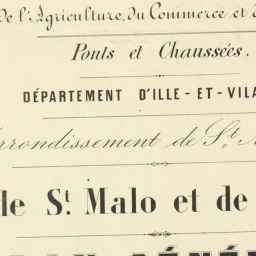 de l'Agriculture, du Commerce et
Ponts et Chaussées.
DÉPARTEMENT D'ILLE-ET-VILA
Arrondissement de St.
le St. Malo et de